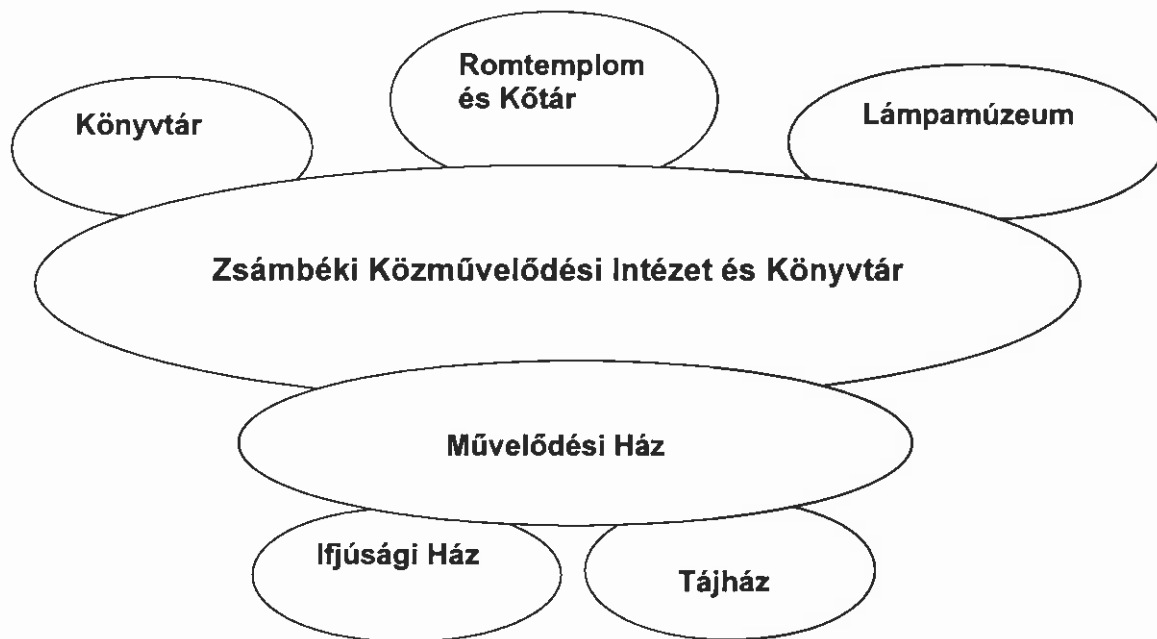 Romtemplom
és Kőtár
Könyvtár
Lámpamúzeum
Zsámbéki Közművelődési Intézet és Könyvtár
Művelődési Ház
Ifjúsági Ház
Tájház